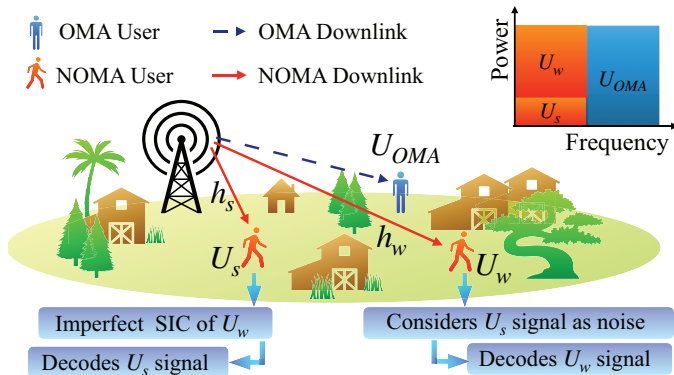 OMA User
OMA Downlink
NOMA User
NOMA Downlink
Power
U_w
U_OMA
U_s
Frequency
U_OMA
h_s
h_w
U_s
U_w
Imperfect SIC of U_w
Considers U_s signal as noise
Decodes U_s signal
Decodes U_w signal